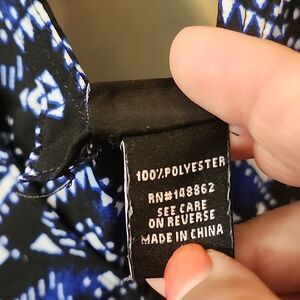 100% POLYESTER
RN#148862
SEE CARE
ON REVERSE
MADE IN CHINA